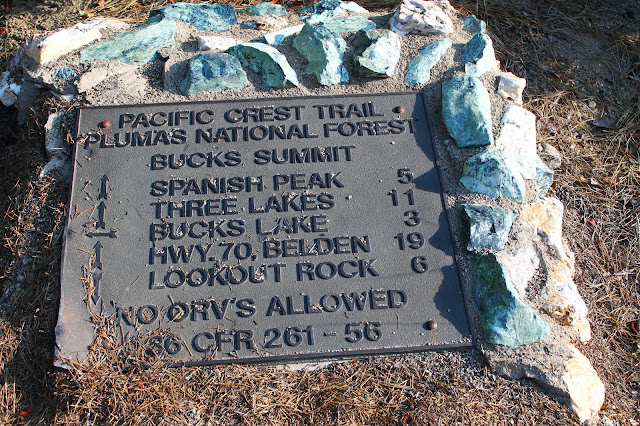 PACIFIC CREST TRAIL
PLUMAS NATIONAL FOREST
BUCKS SUMMIT
SPANISH PEAK 5
THREE LAKES 11
BUCKS LAKE 3
HWY. 70, BELDEN 19
LOOKOUT ROCK 6
NO ORV'S ALLOWED
36 CFR 261-56